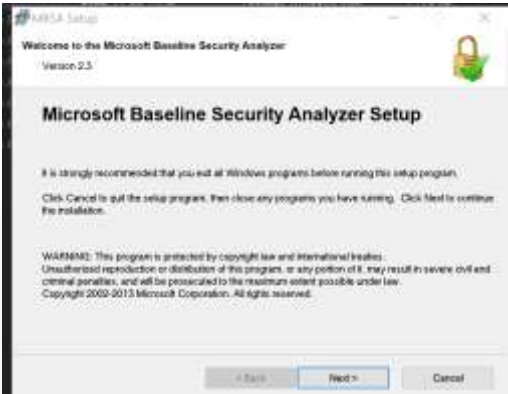 MBSA Setup
Welcome to the Microsoft Baseline Security Analyzer
Version 2.3
Microsoft Baseline Security Analyzer Setup
It is strongly recommended that you exit all Windows programs before running this setup program.
Click Cancel to quit the setup program, then close any programs you have running. Click Next to continue
the installation.
WARNING: This program is protected by copyright law and international treaties.
Unauthorized reproduction or distribution of this program, or any portion of it, may result in severe civil and
criminal penalties, and will be prosecuted to the maximum extent possible under law.
Copyright 2002-2013 Microsoft Corporation. All rights reserved.
< Back Next > Cancel